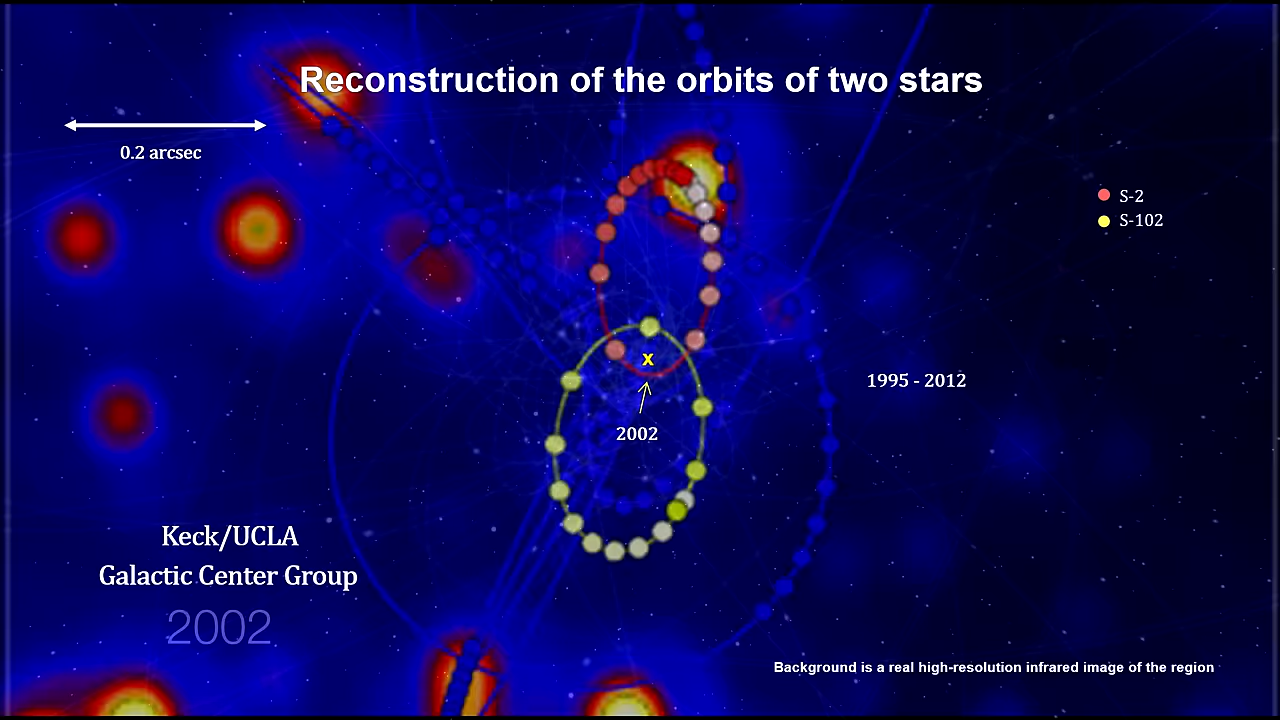 Reconstruction of the orbits of two stars
0.2 arcsec
S-2
S-102
x
1995 - 2012
2002
Keck/UCLA
Galactic Center Group
2002
Background is a real high-resolution infrared image of the region